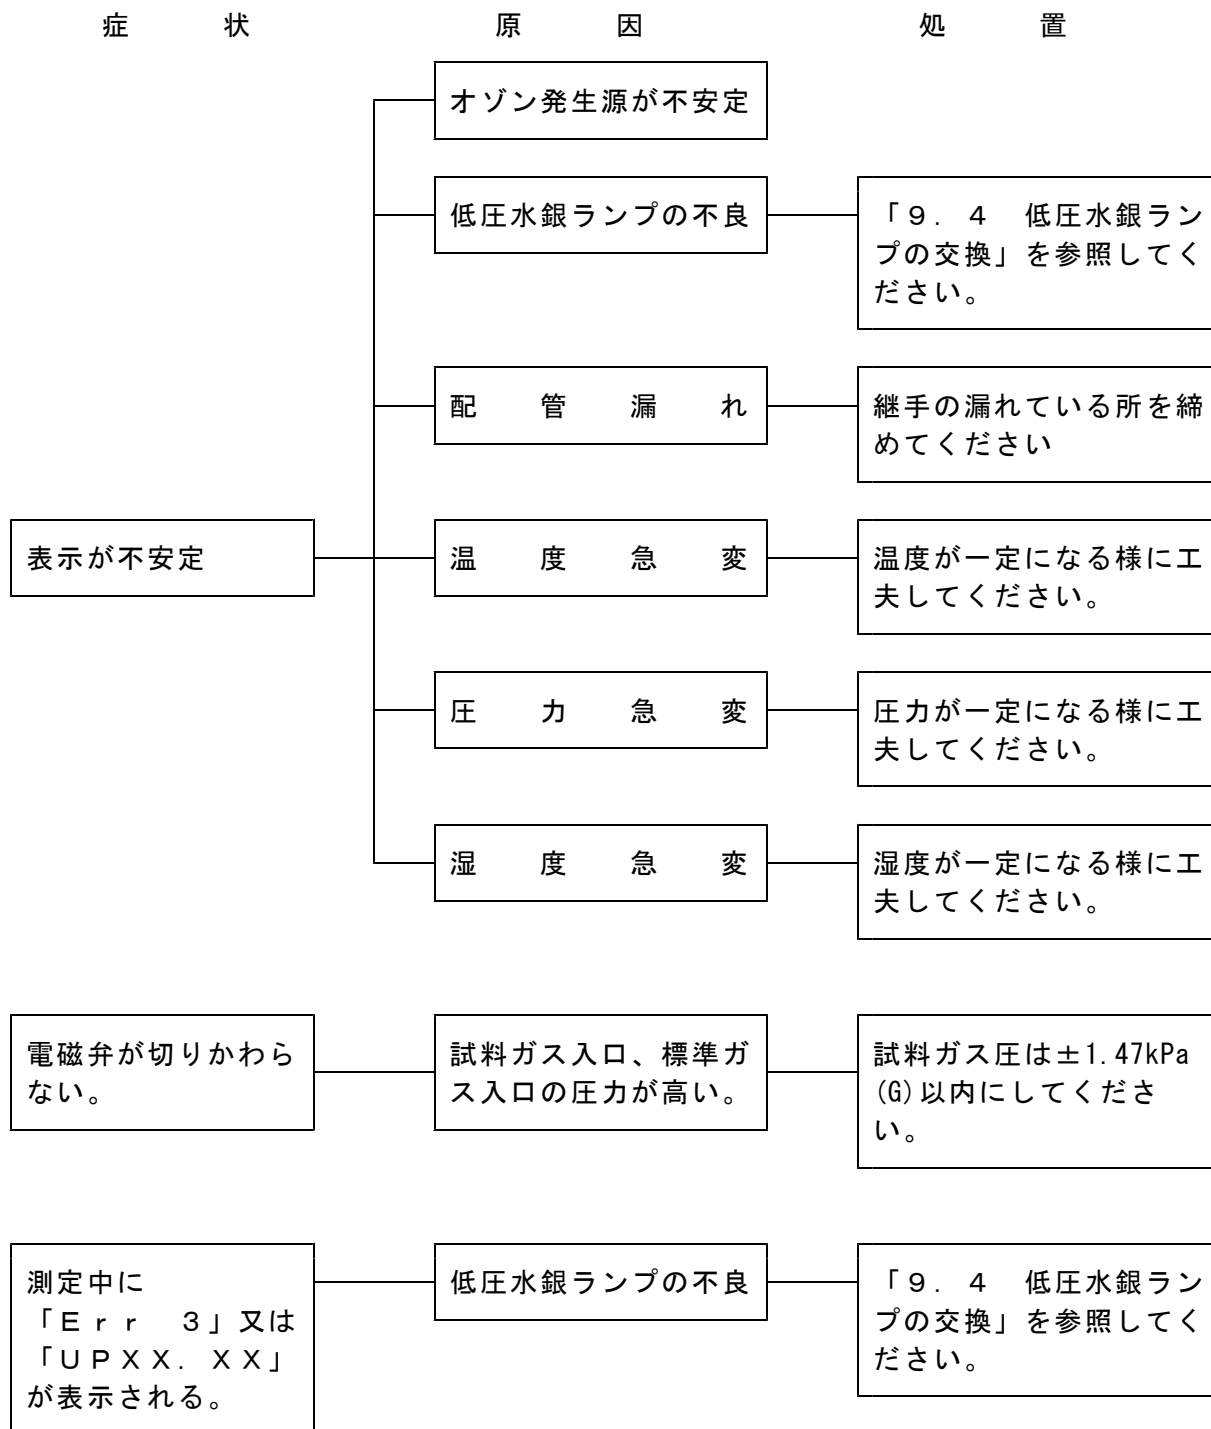 症状 原因 処置
オゾン発生源が不安定
低圧水銀ランプの不良
「９．４　低圧水銀ラン
プの交換」を参照してく
ださい。
配管漏れ
継手の漏れている所を締
めてください
表示が不安定
温度急変
温度が一定になる様に工
夫してください。
圧力急変
圧力が一定になる様に工
夫してください。
湿度急変
湿度が一定になる様に工
夫してください。
電磁弁が切りかわら
ない。
試料ガス入口、標準ガ
ス入口の圧力が高い。
試料ガス圧は±1.47kPa
(G)以内にしてくださ
い。
測定中に
「Ｅｒｒ　３」又は
「ＵＰＸＸ．ＸＸ」
が表示される。
低圧水銀ランプの不良
「９．４　低圧水銀ラン
プの交換」を参照してく
ださい。